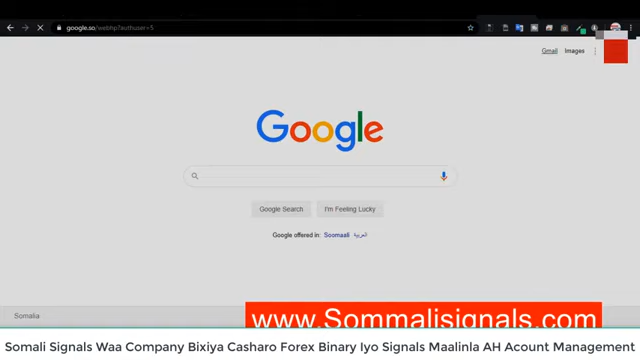 google.so/webhp?authuser=5
Gmail Images
Google
Google Search I'm Feeling Lucky
Google offered in: Soomaali العربية
Somalia
www.Sommalisignals.com
Somali Signals Waa Company Bixiya Casharo Forex Binary Iyo Signals Maalinla AH Acount Management